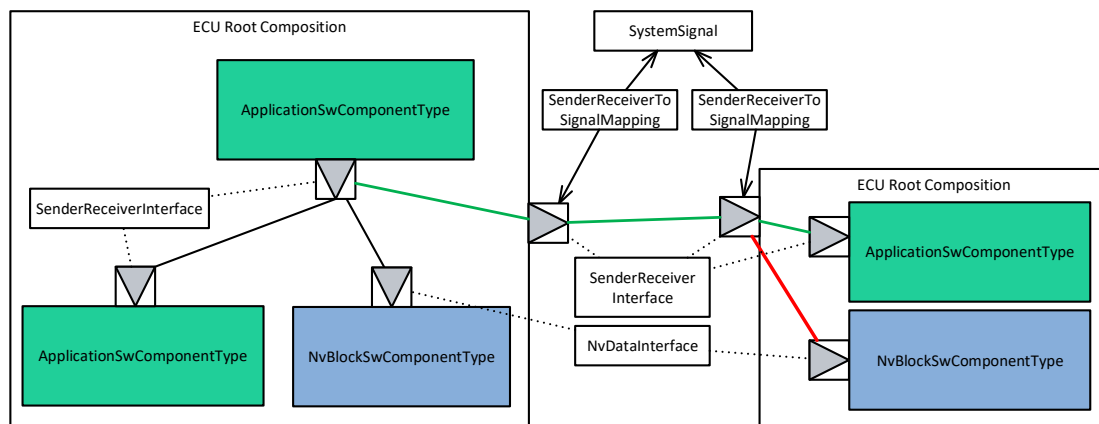 ECU Root Composition
SystemSignal
ApplicationSwComponentType
SenderReceiverTo
SignalMapping
SenderReceiverTo
SignalMapping
ECU Root Composition
SenderReceiverInterface
ApplicationSwComponentType
SenderReceiver
Interface
ApplicationSwComponentType
NvBlockSwComponentType
NvDataInterface
NvBlockSwComponentType